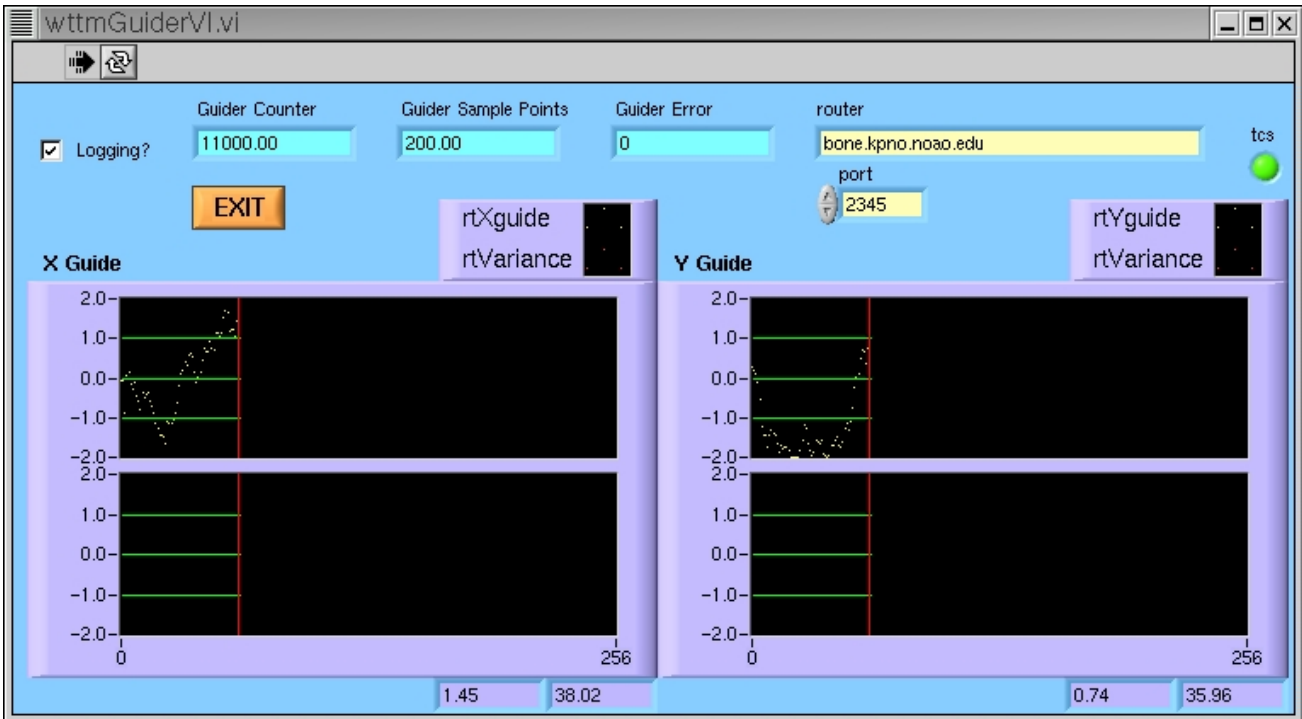 wttmGuiderVI.vi
Guider Counter
Guider Sample Points
Guider Error
router
Logging?
11000.00
200.00
0
bone.kpno.noao.edu
tcs
port
2345
EXIT
rtXguide
rtVariance
rtYguide
rtVariance
X Guide
Y Guide
2.0
1.0
0.0
-1.0
-2.0
2.0
1.0
0.0
-1.0
-2.0
0
256
2.0
1.0
0.0
-1.0
-2.0
2.0
1.0
0.0
-1.0
-2.0
0
256
1.45
38.02
0.74
35.96